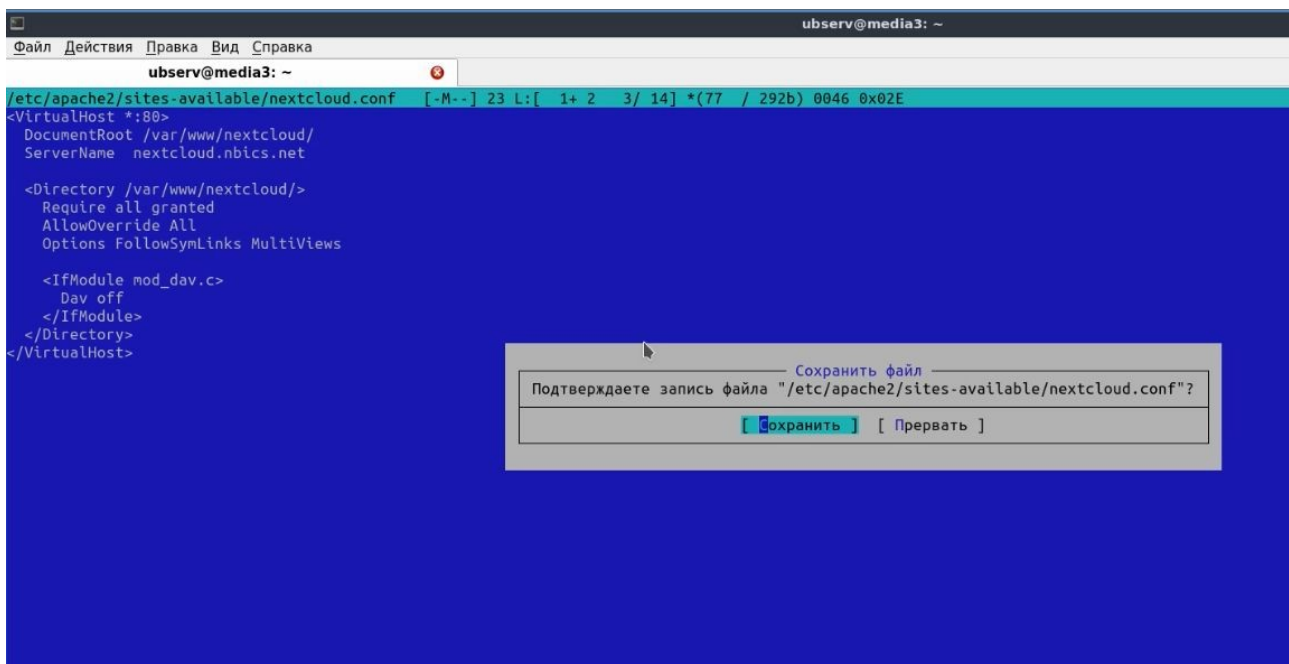 ubserv@media3: ~
Файл Действия Правка Вид Справка
ubserv@media3: ~
/etc/apache2/sites-available/nextcloud.conf [-M--] 23 L:[ 1+ 2 3/ 14] *(77 / 292b) 0046 0x02E
<VirtualHost *:80>
DocumentRoot /var/www/nextcloud/
ServerName nextcloud.nbics.net
<Directory /var/www/nextcloud/>
Require all granted
AllowOverride All
Options FollowSymLinks MultiViews
<IfModule mod_dav.c>
Dav off
</IfModule>
</Directory>
</VirtualHost>
Сохранить файл
Подтверждаете запись файла "/etc/apache2/sites-available/nextcloud.conf"?
[ Сохранить ] [ Прервать ]